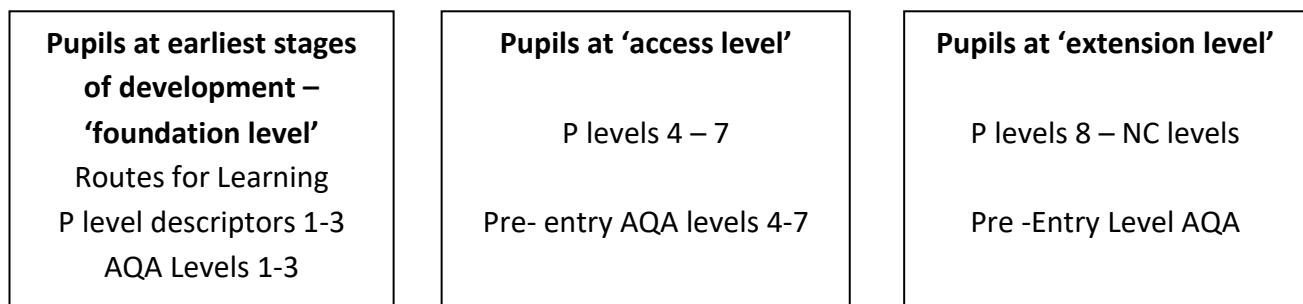 Pupils at earliest stages
of development –
‘foundation level’
Routes for Learning
P level descriptors 1-3
AQA Levels 1-3
Pupils at ‘access level’
P levels 4 – 7
Pre- entry AQA levels 4-7
Pupils at ‘extension level’
P levels 8 – NC levels
Pre -Entry Level AQA